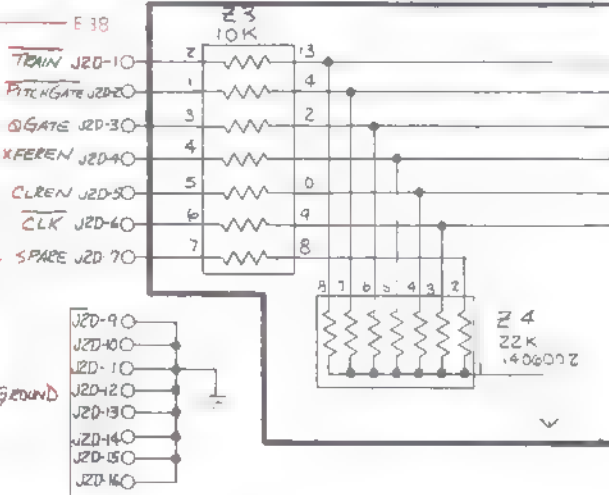 E38
Z3
10K
TRAIN J2D-1 2 13
PITCHGATE J2D-2 1 4
QGATE J2D-3 3 2
XFEREN J2D-4 4
CLREN J2D-5 5 0
CLK J2D-6 6 9
SPARE J2D-7 7 8
8 7 6 5 4 3 2
Z4
22K
1
J2D-9
J2D-10
J2D-1
J2D-12
GROUND
J2D-13
J2D-14
J2D-15
J2D-16